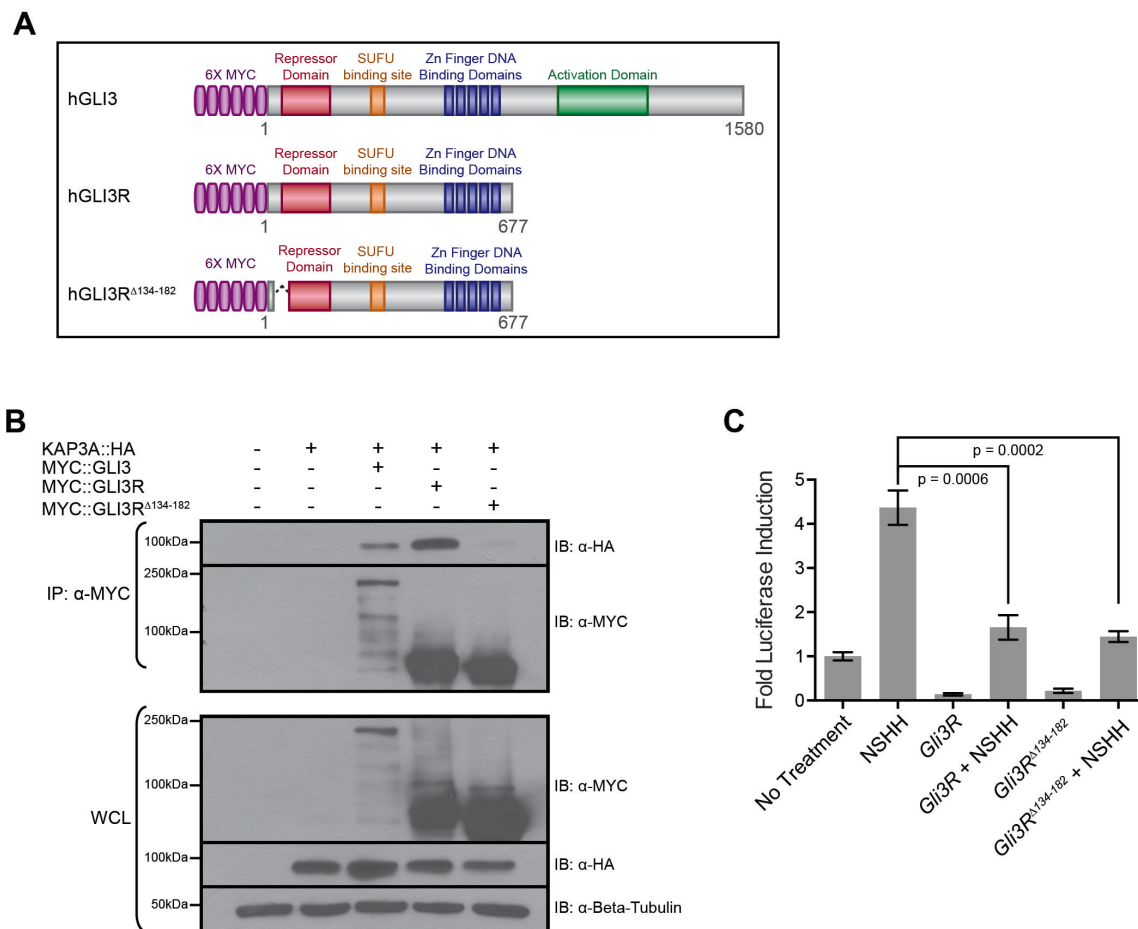 A
6X MYC
Repressor Domain
SUFU binding site
Zn Finger DNA Binding Domains
Activation Domain
hGLI3
1
1580
6X MYC
Repressor Domain
SUFU binding site
Zn Finger DNA Binding Domains
hGLI3R
1
677
6X MYC
Repressor Domain
SUFU binding site
Zn Finger DNA Binding Domains
hGLI3RΔ134-182
1
677
B
KAP3A::HA - + + + +
MYC::GLI3 - - + - -
MYC::GLI3R - - - + -
MYC::GLI3RΔ134-182 - - - - +
IP: α-MYC
100kDa
IB: α-HA
250kDa
100kDa
IB: α-MYC
WCL
250kDa
100kDa
IB: α-MYC
100kDa
IB: α-HA
50kDa
IB: α-Beta-Tubulin
C
p = 0.0002
p = 0.0006
Fold Luciferase Induction
5
4
3
2
1
0
No Treatment
NSHH
Gli3R
Gli3R + NSHH
Gli3RΔ134-182
Gli3RΔ134-182 + NSHH